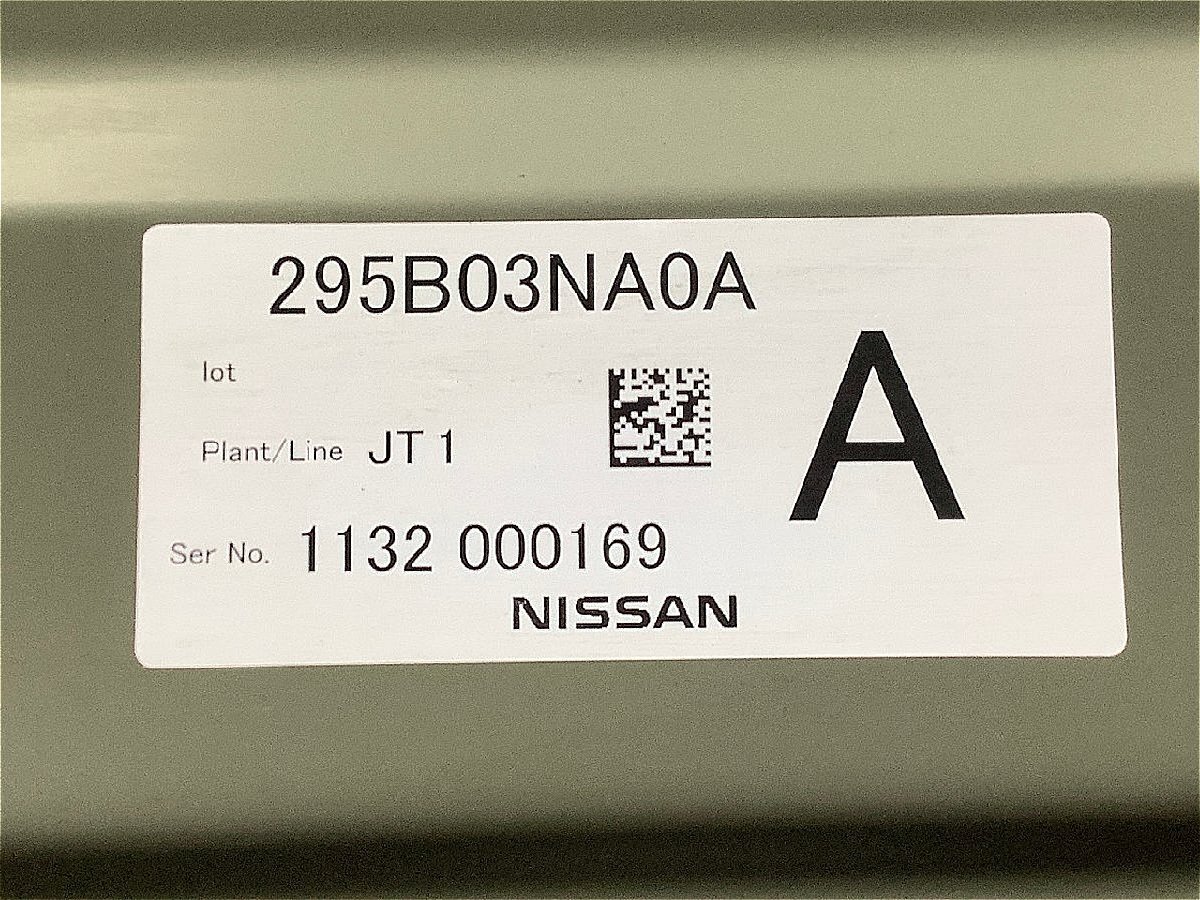 295B03NA0A
lot
A
Plant/Line JT 1
Ser No. 1132 000169
NISSAN